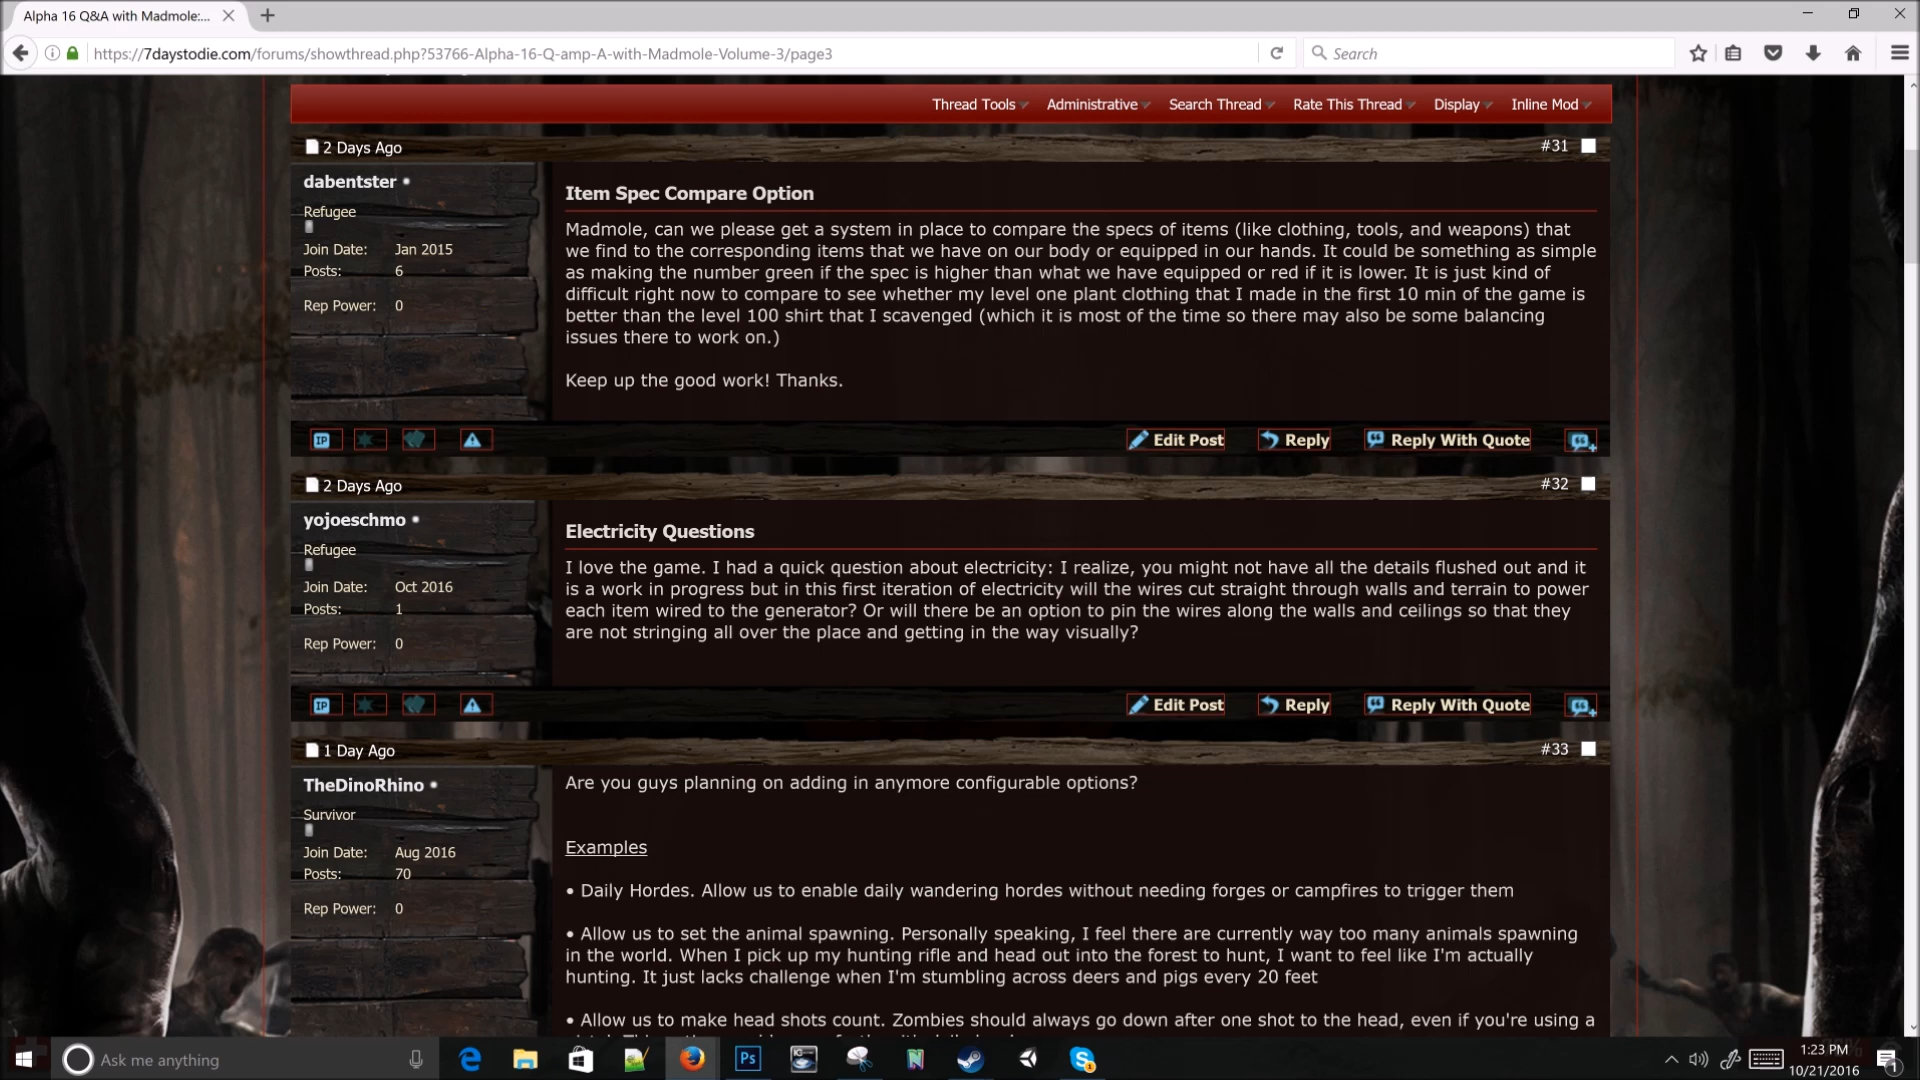 Alpha 16 Q&A with Madmole:...
https://7daystodie.com/forums/showthread.php?53766-Alpha-16-Q-amp-A-with-Madmole-Volume-3/page3
Search
Thread Tools
Administrative
Search Thread
Rate This Thread
Display
Inline Mod
2 Days Ago
#31
dabentster
Refugee
Join Date: Jan 2015
Posts: 6
Rep Power: 0
Item Spec Compare Option
Madmole, can we please get a system in place to compare the specs of items (like clothing, tools, and weapons) that
we find to the corresponding items that we have on our body or equipped in our hands. It could be something as simple
as making the number green if the spec is higher than what we have equipped or red if it is lower. It is just kind of
difficult right now to compare to see whether my level one plant clothing that I made in the first 10 min of the game is
better than the level 100 shirt that I scavenged (which it is most of the time so there may also be some balancing
issues there to work on.)
Keep up the good work! Thanks.
IP
Edit Post
Reply
Reply With Quote
2 Days Ago
#32
yojoeschmo
Refugee
Join Date: Oct 2016
Posts: 1
Rep Power: 0
Electricity Questions
I love the game. I had a quick question about electricity: I realize, you might not have all the details flushed out and it
is a work in progress but in this first iteration of electricity will the wires cut straight through walls and terrain to power
each item wired to the generator? Or will there be an option to pin the wires along the walls and ceilings so that they
are not stringing all over the place and getting in the way visually?
IP
Edit Post
Reply
Reply With Quote
1 Day Ago
#33
TheDinoRhino
Survivor
Join Date: Aug 2016
Posts: 70
Rep Power: 0
Are you guys planning on adding in anymore configurable options?
Examples
• Daily Hordes. Allow us to enable daily wandering hordes without needing forges or campfires to trigger them
• Allow us to set the animal spawning. Personally speaking, I feel there are currently way too many animals spawning
in the world. When I pick up my hunting rifle and head out into the forest to hunt, I want to feel like I'm actually
hunting. It just lacks challenge when I'm stumbling across deers and pigs every 20 feet
• Allow us to make head shots count. Zombies should always go down after one shot to the head, even if you're using a
Ask me anything
Ps
1:23 PM
10/21/2016
1